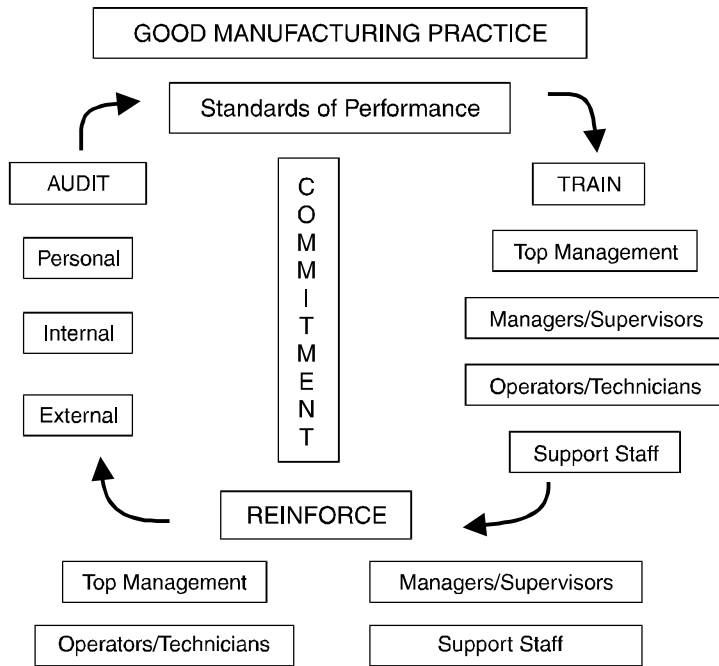 GOOD MANUFACTURING PRACTICE
Standards of Performance
AUDIT
Personal
Internal
External
COMMITMENT
TRAIN
Top Management
Managers/Supervisors
Operators/Technicians
Support Staff
REINFORCE
Top Management
Managers/Supervisors
Operators/Technicians
Support Staff